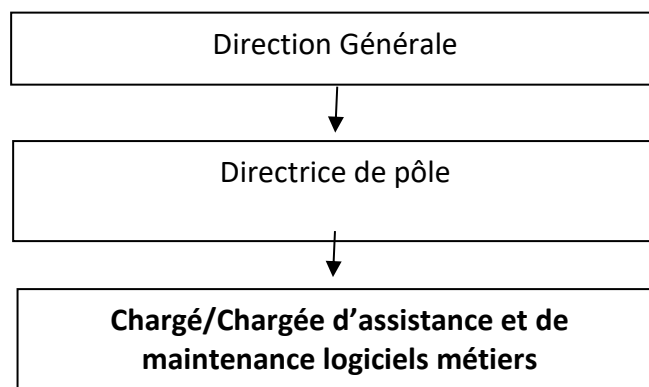 Direction Générale
Directrice de pôle
Chargé/Chargée d’assistance et de
maintenance logiciels métiers